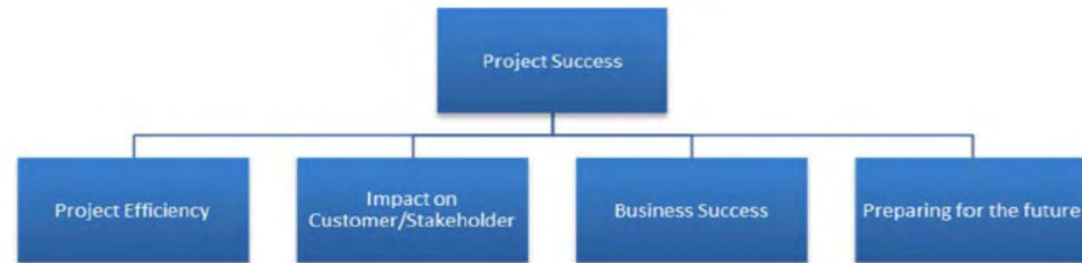 Project Success
Project Efficiency
Impact on
Customer/Stakeholder
Business Success
Preparing for the future